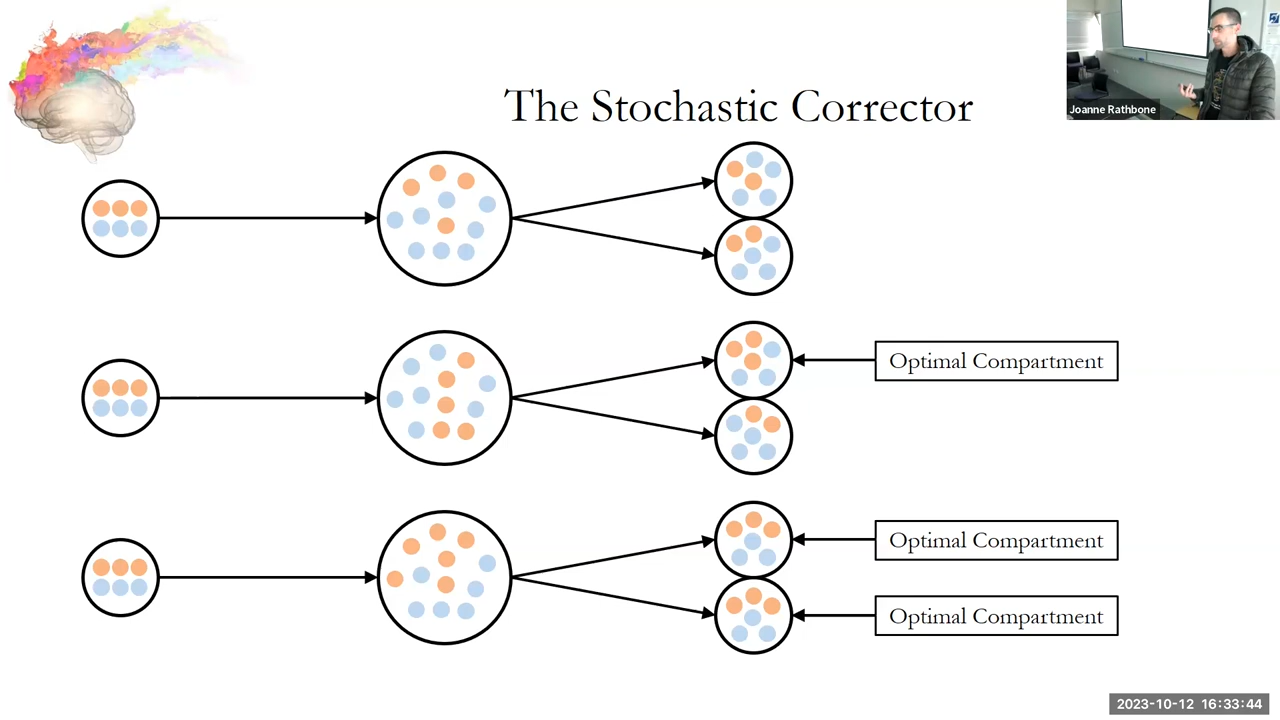 The Stochastic Corrector
Joanne Rathbone
Optimal Compartment
Optimal Compartment
Optimal Compartment
2023-10-12 16:33:44